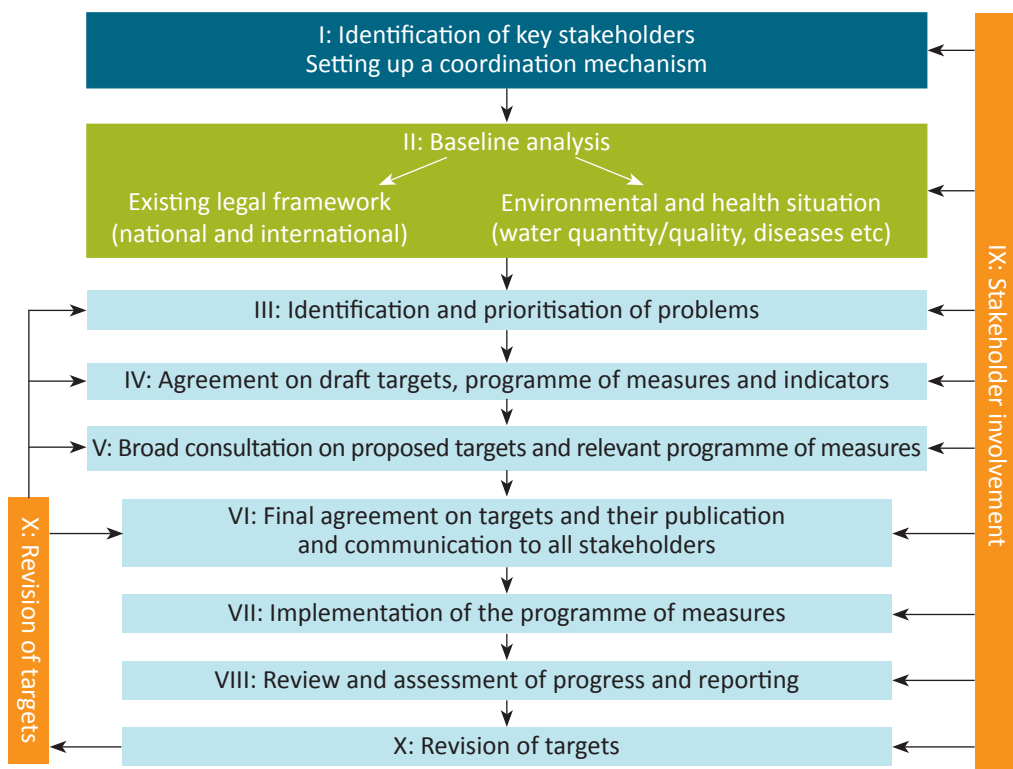 I: Identification of key stakeholders
Setting up a coordination mechanism
II: Baseline analysis
Existing legal framework
(national and international)
Environmental and health situation
(water quantity/quality, diseases etc)
III: Identification and prioritisation of problems
IV: Agreement on draft targets, programme of measures and indicators
V: Broad consultation on proposed targets and relevant programme of measures
VI: Final agreement on targets and their publication
and communication to all stakeholders
VII: Implementation of the programme of measures
VIII: Review and assessment of progress and reporting
X: Revision of targets
X: Revision of targets
IX: Stakeholder involvement